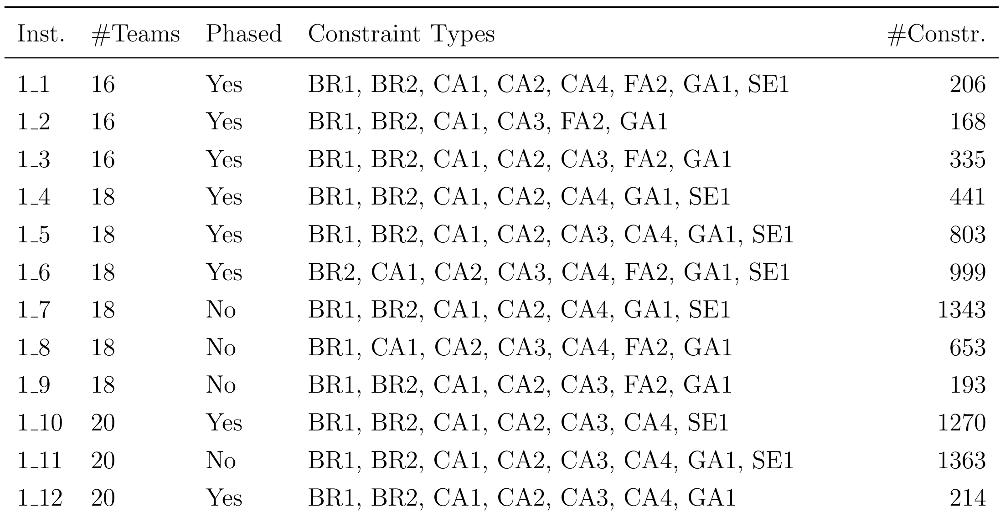 Inst. #Teams Phased Constraint Types #Constr.
1_1 16 Yes BR1, BR2, CA1, CA2, CA4, FA2, GA1, SE1 206
1_2 16 Yes BR1, BR2, CA1, CA3, FA2, GA1 168
1_3 16 Yes BR1, BR2, CA1, CA2, CA3, FA2, GA1 335
1_4 18 Yes BR1, BR2, CA1, CA2, CA4, GA1, SE1 441
1_5 18 Yes BR1, BR2, CA1, CA2, CA3, CA4, GA1, SE1 803
1_6 18 Yes BR2, CA1, CA2, CA3, CA4, FA2, GA1, SE1 999
1_7 18 No BR1, BR2, CA1, CA2, CA4, GA1, SE1 1343
1_8 18 No BR1, CA1, CA2, CA3, CA4, FA2, GA1 653
1_9 18 No BR1, BR2, CA1, CA2, CA3, FA2, GA1 193
1_10 20 Yes BR1, BR2, CA1, CA2, CA3, CA4, SE1 1270
1_11 20 No BR1, BR2, CA1, CA2, CA3, CA4, GA1, SE1 1363
1_12 20 Yes BR1, BR2, CA1, CA2, CA3, CA4, GA1 214